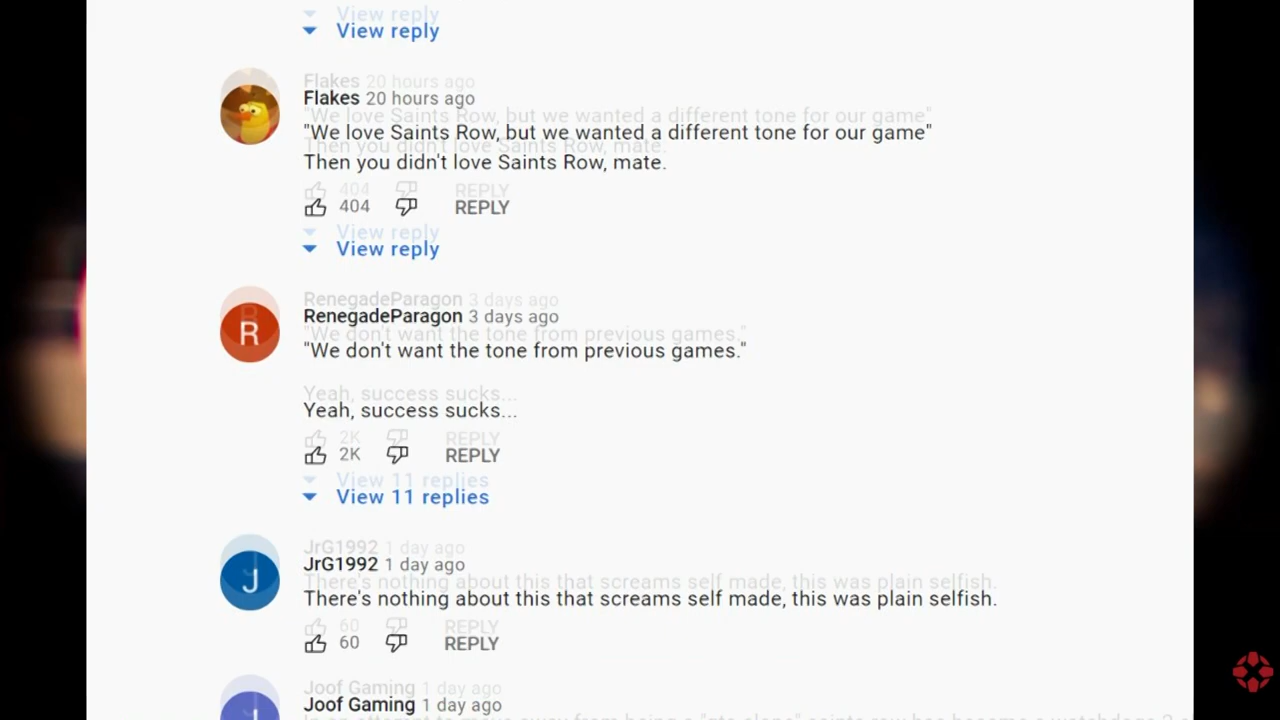 View reply
Flakes 20 hours ago
"We love Saints Row, but we wanted a different tone for our game"
Then you didn't love Saints Row, mate.
404 REPLY
View reply
R
RenegadeParagon 3 days ago
"We don't want the tone from previous games."
Yeah, success sucks...
2K REPLY
View 11 replies
J
JrG1992 1 day ago
There's nothing about this that screams self made, this was plain selfish.
60 REPLY
Joof Gaming 1 day ago